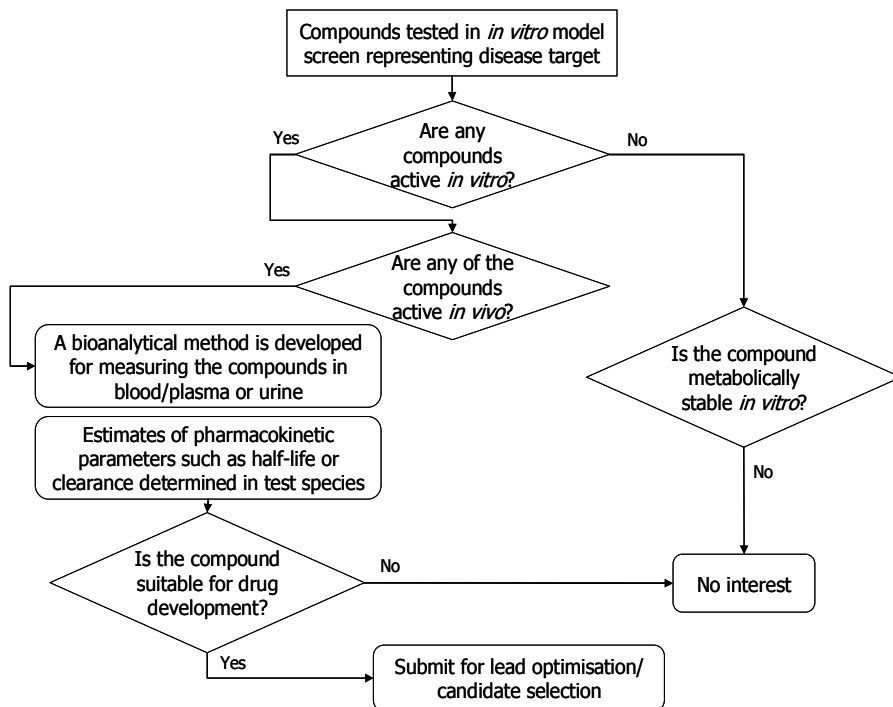 Compounds tested in in vitro model
screen representing disease target
Yes
Are any
compounds
active in vitro?
No
Yes
Are any of the
compounds
active in vivo?
A bioanalytical method is developed
for measuring the compounds in
blood/plasma or urine
Is the compound
metabolically
stable in vitro?
Estimates of pharmacokinetic
parameters such as half-life or
clearance determined in test species
No
Is the compound
suitable for drug
development?
No
No interest
Yes
Submit for lead optimisation/
candidate selection